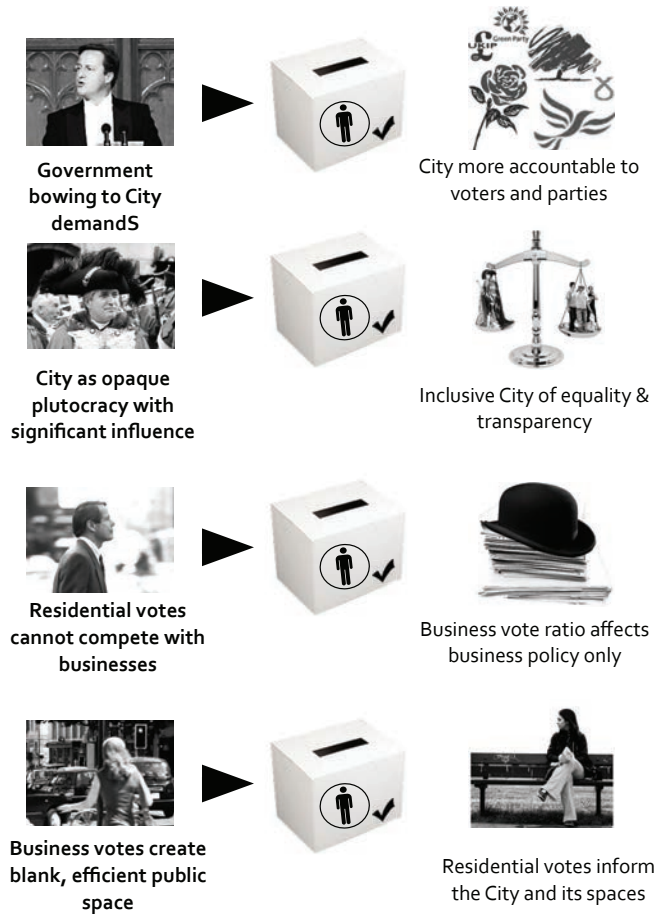 UKIP
Green Party
Government
bowing to City
demandS
City more accountable to
voters and parties
City as opaque
plutocracy with
significant influence
Inclusive City of equality &
transparency
Residential votes
cannot compete with
businesses
Business vote ratio affects
business policy only
Business votes create
blank, efficient public
space
Residential votes inform
the City and its spaces